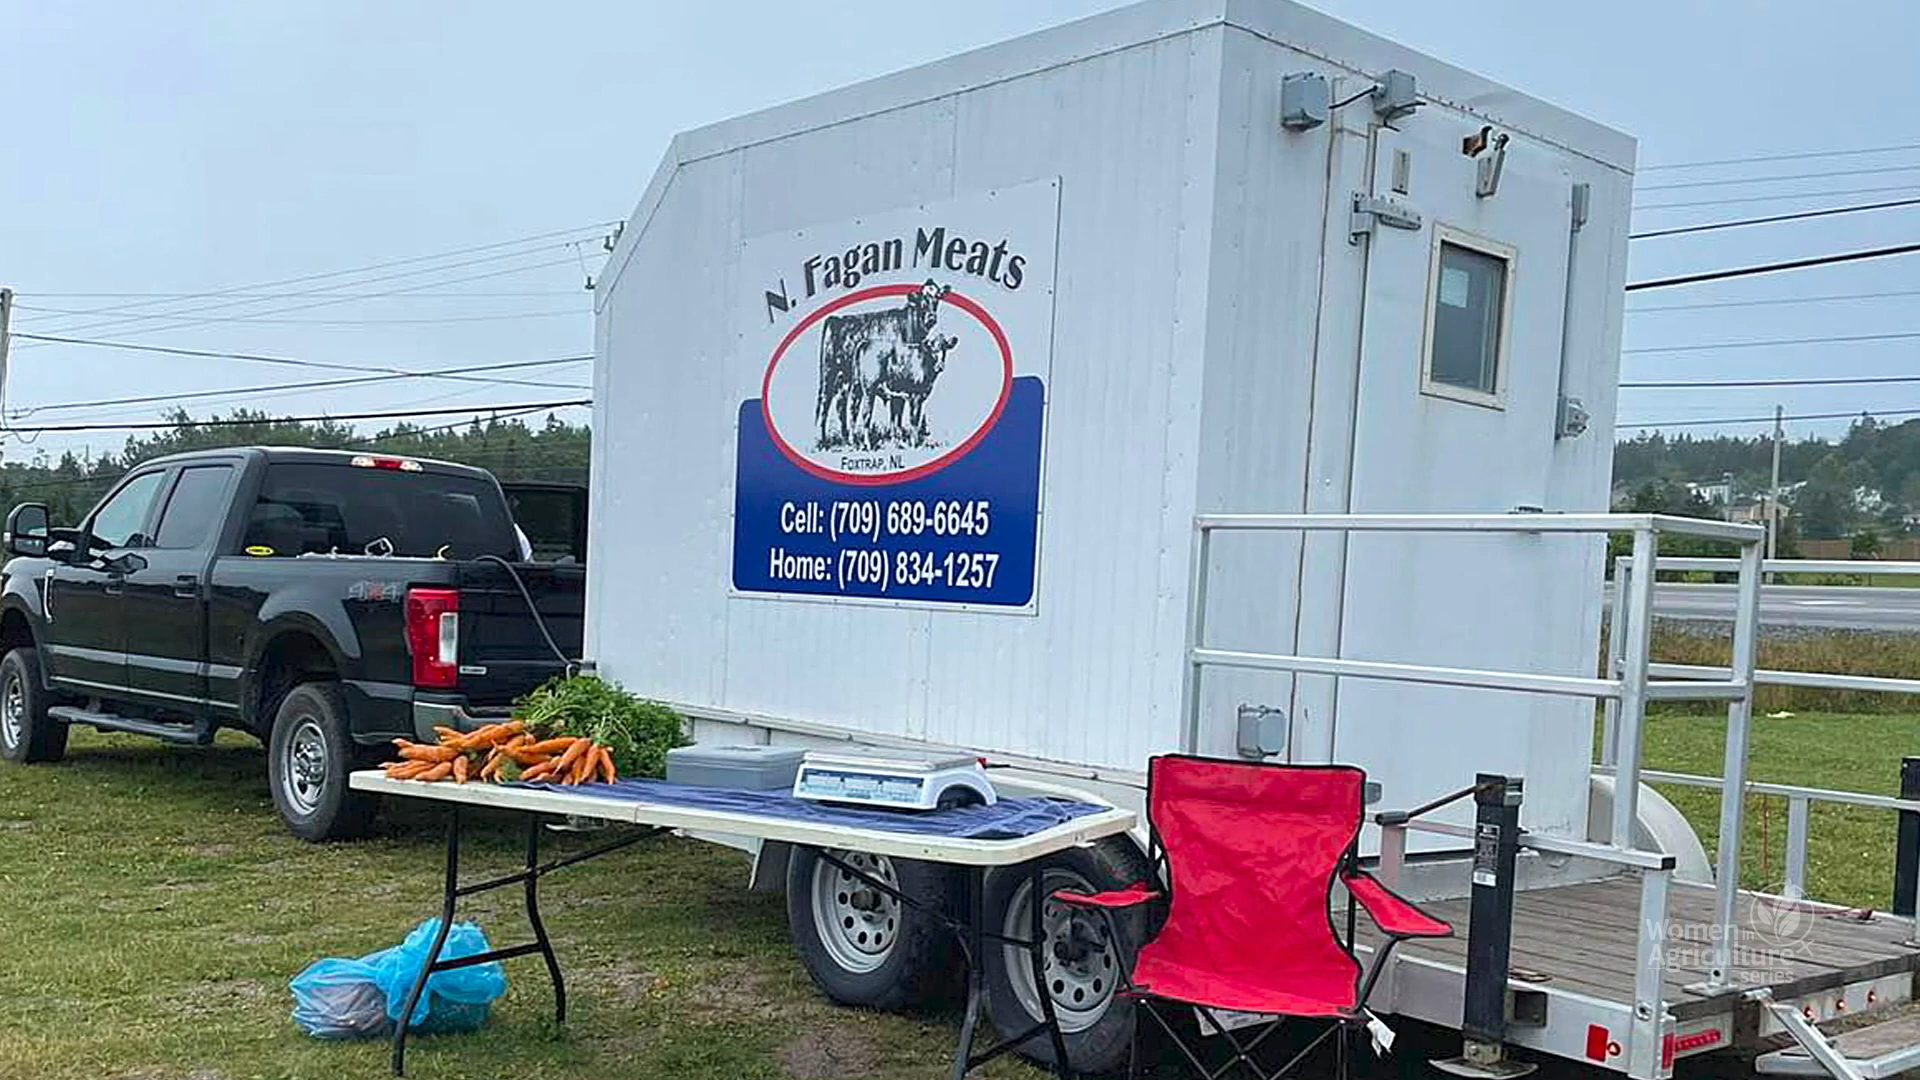 N. Fagan Meats
Foxtrap, NL
Cell: (709) 689-6645
Home: (709) 834-1257
4x4
Women in
Agriculture
series